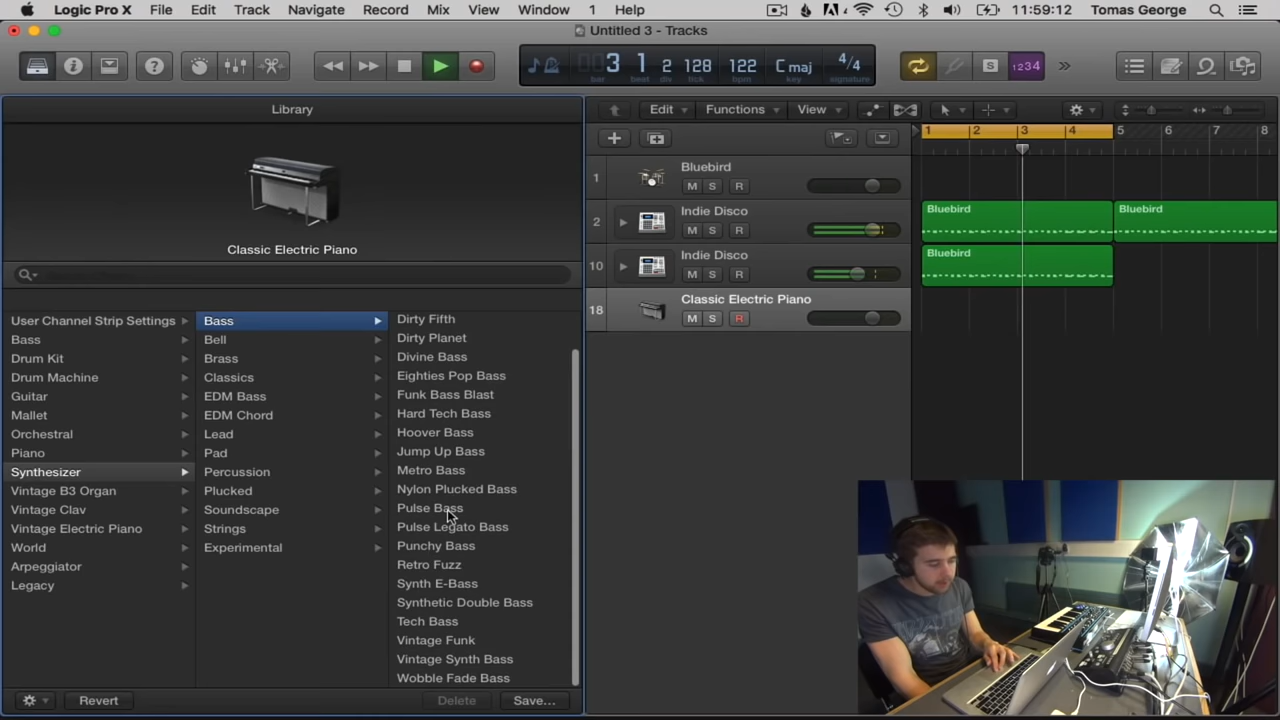 Logic Pro X File Edit Track Navigate Record Mix View Window 1 Help 11:59:12 Tomas George
Untitled 3 - Tracks
3 1 2 128 122 C maj 4/4
bar beat div bpm key signature
1234
Library
Edit Functions View
1 2 3 4 5 6 7 8
Classic Electric Piano
1 Bluebird
M S R
2 Indie Disco
M S R
Bluebird
Bluebird
10 Indie Disco
M S R
Bluebird
18 Classic Electric Piano
M S R
User Channel Strip Settings
Bass
Drum Kit
Drum Machine
Guitar
Mallet
Orchestral
Piano
Synthesizer
Vintage B3 Organ
Vintage Clav
Vintage Electric Piano
World
Arpeggiator
Legacy
Bass
Bell
Brass
Classics
EDM Bass
EDM Chord
Lead
Pad
Percussion
Plucked
Soundscape
Strings
Experimental
Dirty Fifth
Dirty Planet
Divine Bass
Eighties Pop Bass
Funk Bass Blast
Hard Tech Bass
Hoover Bass
Jump Up Bass
Metro Bass
Nylon Plucked Bass
Pulse Bass
Pulse Legato Bass
Punchy Bass
Retro Fuzz
Synth E-Bass
Synthetic Double Bass
Tech Bass
Vintage Funk
Vintage Synth Bass
Wobble Fade Bass
Revert Delete Save...